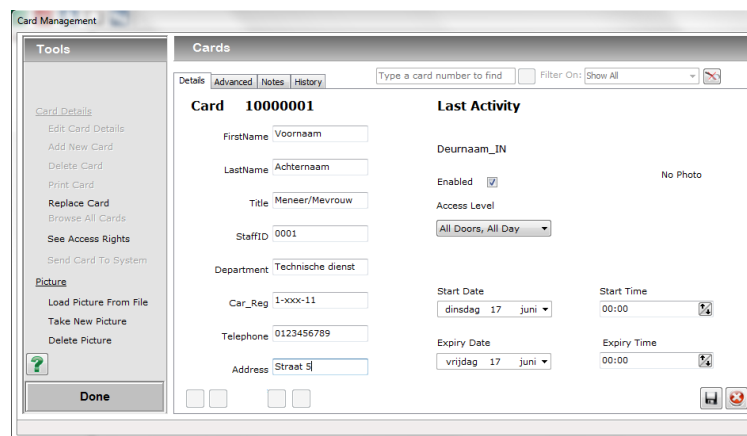 Card Management
Tools
Card Details
Edit Card Details
Add New Card
Delete Card
Print Card
Replace Card
Browse All Cards
See Access Rights
Send Card To System
Picture
Load Picture From File
Take New Picture
Delete Picture
?
Done
Cards
Details Advanced Notes History Type a card number to find Filter On: Show All
Card 10000001 Last Activity
FirstName Voornaam
Deurnaam_IN
LastName Achternaam
Enabled No Photo
Title Meneer/Mevrouw Access Level
StaffID 0001 All Doors, All Day
Department Technische dienst
Start Date Start Time
Car_Reg 1-xxx-11 dinsdag 17 juni 00:00
Telephone 0123456789
Expiry Date Expiry Time
Address Straat 5 vrijdag 17 juni 00:00